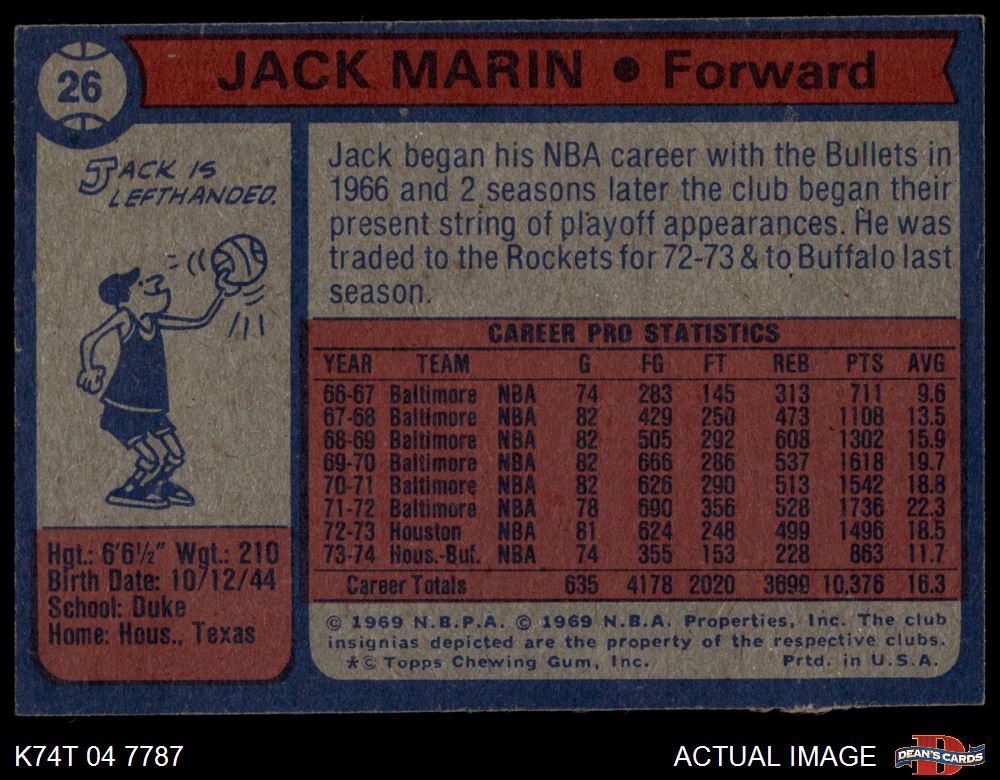 26
JACK MARIN • Forward
JACK IS
LEFTHANDED.
Jack began his NBA career with the Bullets in
1966 and 2 seasons later the club began their
present string of playoff appearances. He was
traded to the Rockets for 72-73 & to Buffalo last
season.
CAREER PRO STATISTICS
YEAR TEAM G FG FT REB PTS AVG
66-67 Baltimore NBA 74 283 145 313 711 9.6
67-68 Baltimore NBA 82 429 250 473 1108 13.5
68-69 Baltimore NBA 82 505 292 608 1302 15.9
69-70 Baltimore NBA 82 666 286 537 1618 19.7
70-71 Baltimore NBA 82 626 290 513 1542 18.8
71-72 Baltimore NBA 78 690 356 528 1736 22.3
72-73 Houston NBA 81 624 248 499 1496 18.5
73-74 Hous.-Buf. NBA 74 355 153 228 863 11.7
Career Totals 635 4178 2020 3699 10,376 16.3
Hgt.: 6'6½" Wgt.: 210
Birth Date: 10/12/44
School: Duke
Home: Hous., Texas
© 1969 N.B.P.A. © 1969 N.B.A. Properties, Inc. The club
insignias depicted are the property of the respective clubs.
*© Topps Chewing Gum, Inc. Prtd. in U.S.A.
K74T 04 7787
ACTUAL IMAGE
D
DEAN'S CARDS